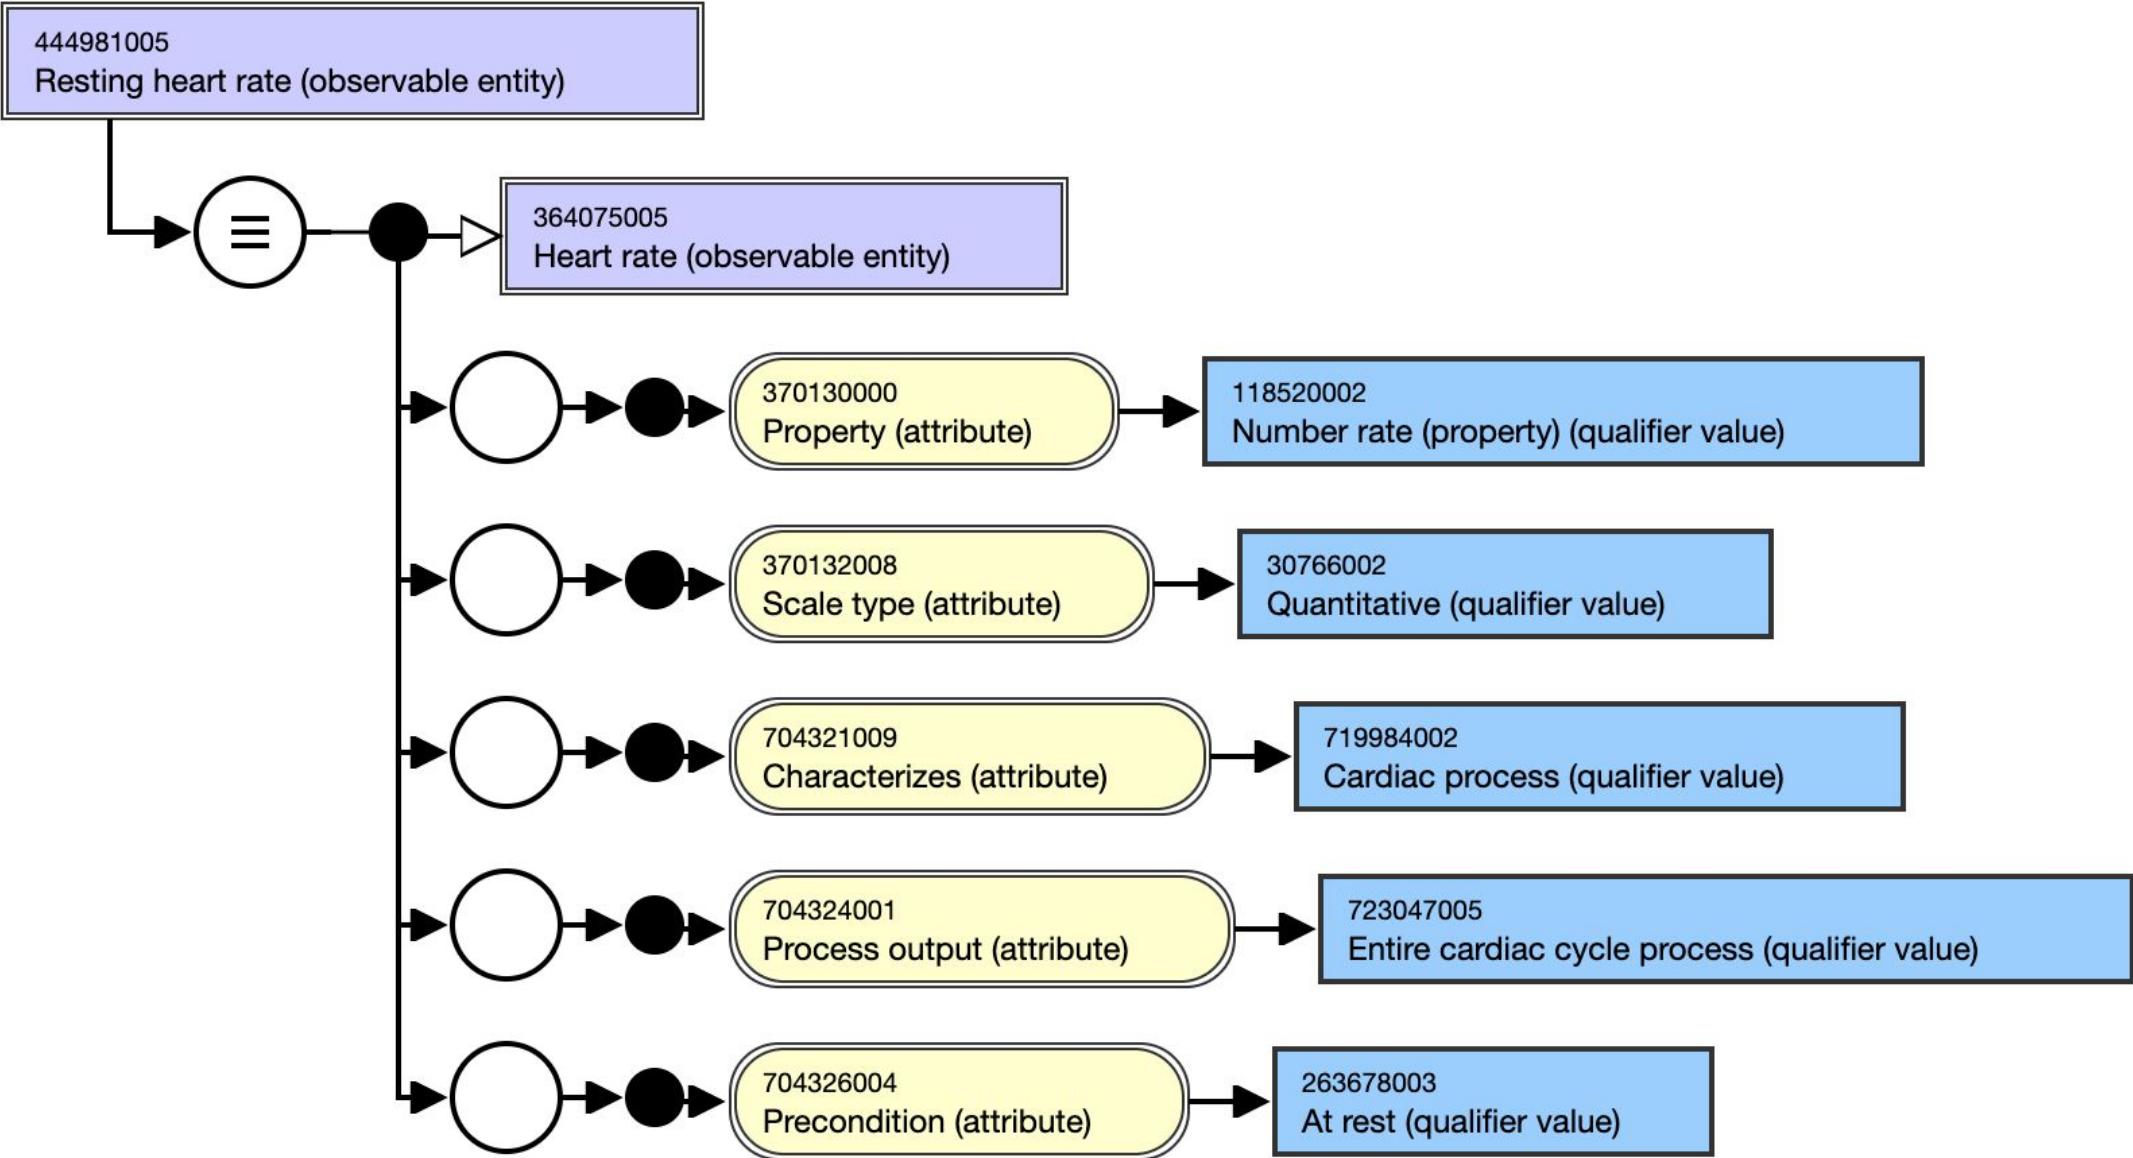 444981005
Resting heart rate (observable entity)
364075005
Heart rate (observable entity)
370130000
Property (attribute)
118520002
Number rate (property) (qualifier value)
370132008
Scale type (attribute)
30766002
Quantitative (qualifier value)
704321009
Characterizes (attribute)
719984002
Cardiac process (qualifier value)
704324001
Process output (attribute)
723047005
Entire cardiac cycle process (qualifier value)
704326004
Precondition (attribute)
263678003
At rest (qualifier value)